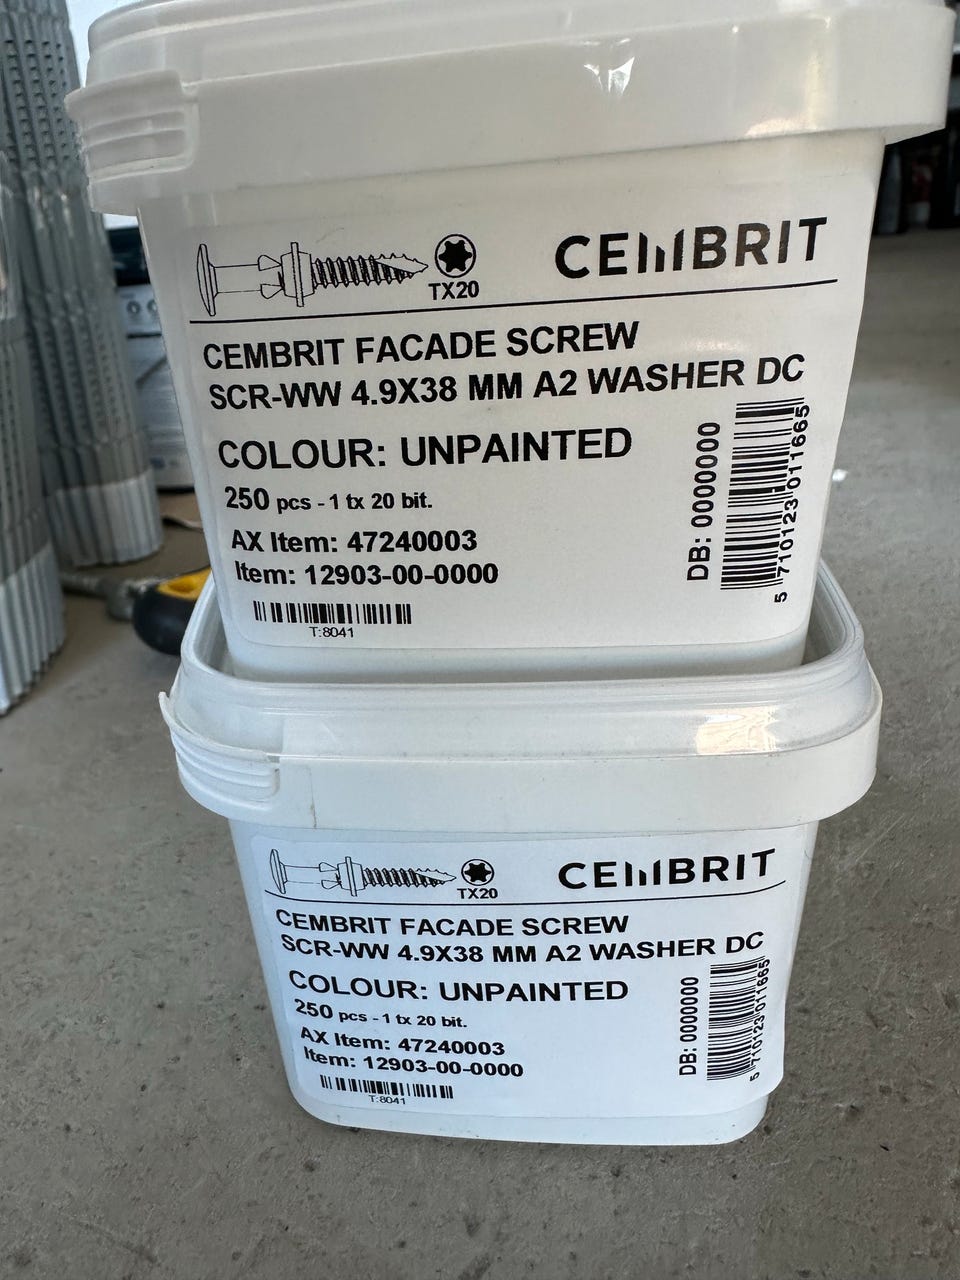 CEMBRIT
TX20
CEMBRIT FACADE SCREW
SCR-WW 4.9X38 MM A2 WASHER DC
COLOUR: UNPAINTED
250 pcs - 1 tx 20 bit.
AX Item: 47240003
Item: 12903-00-0000
T:8041
DB: 0000000
5 710123 011665
CEMBRIT
TX20
CEMBRIT FACADE SCREW
SCR-WW 4.9X38 MM A2 WASHER DC
COLOUR: UNPAINTED
250 pcs - 1 tx 20 bit.
AX Item: 47240003
Item: 12903-00-0000
T:8041
DB: 0000000
5 710123 011665